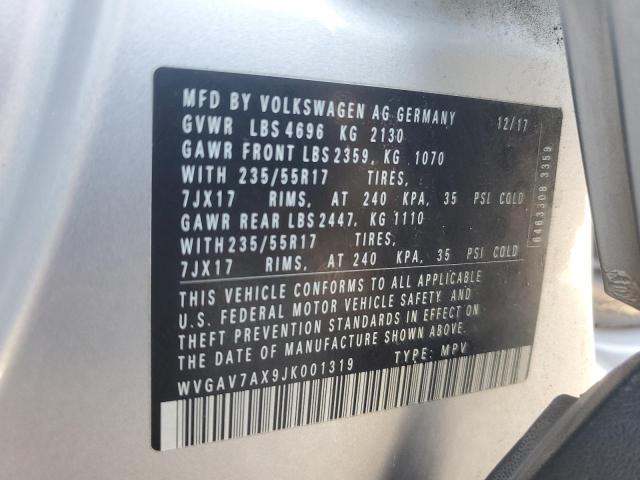 MFD BY VOLKSWAGEN AG GERMANY 12/17
GVWR LBS 4696 KG 2130
GAWR FRONT LBS 2359, KG 1070
WITH 235/55R17 TIRES,
7JX17 RIMS, AT 240 KPA, 35 PSI COLD
GAWR REAR LBS 2447, KG 1110
WITH 235/55R17 TIRES,
7JX17 RIMS, AT 240 KPA, 35 PSI COLD
THIS VEHICLE CONFORMS TO ALL APPLICABLE
U.S. FEDERAL MOTOR VEHICLE SAFETY, AND
THEFT PREVENTION STANDARDS IN EFFECT ON
THE DATE OF MANUFACTURE SHOWN ABOVE.
WVGAV7AX9JK001319 TYPE: MPV
6463308 3359